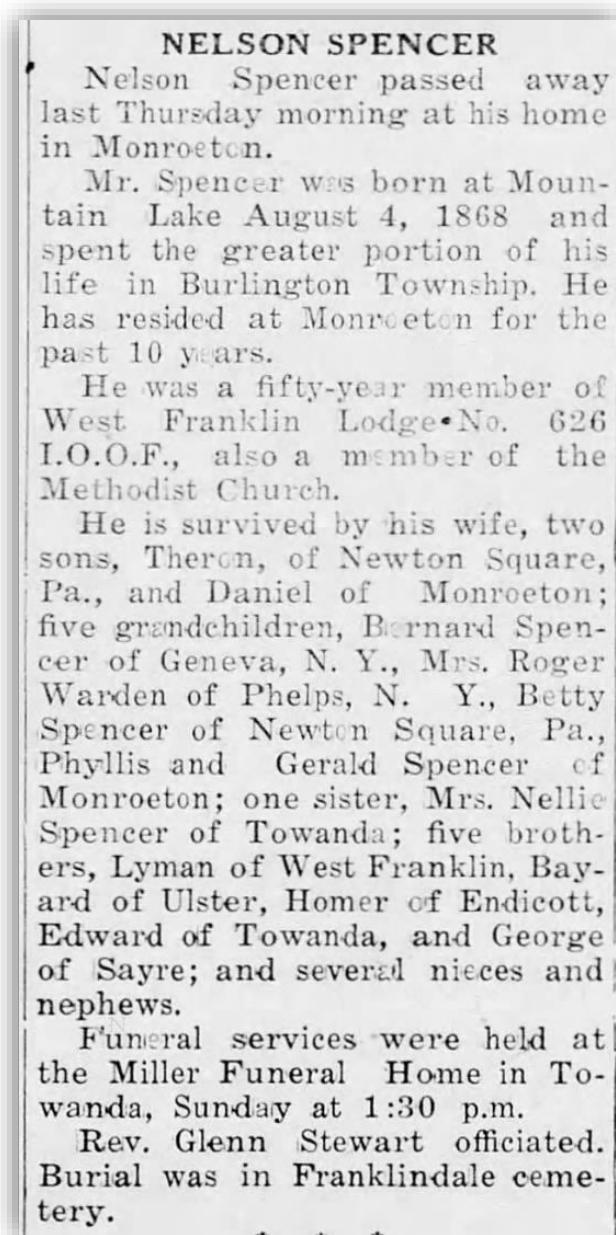 NELSON SPENCER
Nelson Spencer passed away
last Thursday morning at his home
in Monroeton.
Mr. Spencer was born at Moun-
tain Lake August 4, 1868 and
spent the greater portion of his
life in Burlington Township. He
has resided at Monroeton for the
past 10 years.
He was a fifty-year member of
West Franklin Lodge•No. 626
I.O.O.F., also a member of the
Methodist Church.
He is survived by his wife, two
sons, Theron, of Newton Square,
Pa., and Daniel of Monroeton;
five grandchildren, Bernard Spen-
cer of Geneva, N. Y., Mrs. Roger
Warden of Phelps, N. Y., Betty
Spencer of Newton Square, Pa.,
Phyllis and Gerald Spencer of
Monroeton; one sister, Mrs. Nellie
Spencer of Towanda; five broth-
ers, Lyman of West Franklin, Bay-
ard of Ulster, Homer of Endicott,
Edward of Towanda, and George
of Sayre; and several nieces and
nephews.
Funeral services were held at
the Miller Funeral Home in To-
wanda, Sunday at 1:30 p.m.
Rev. Glenn Stewart officiated.
Burial was in Franklindale ceme-
tery.